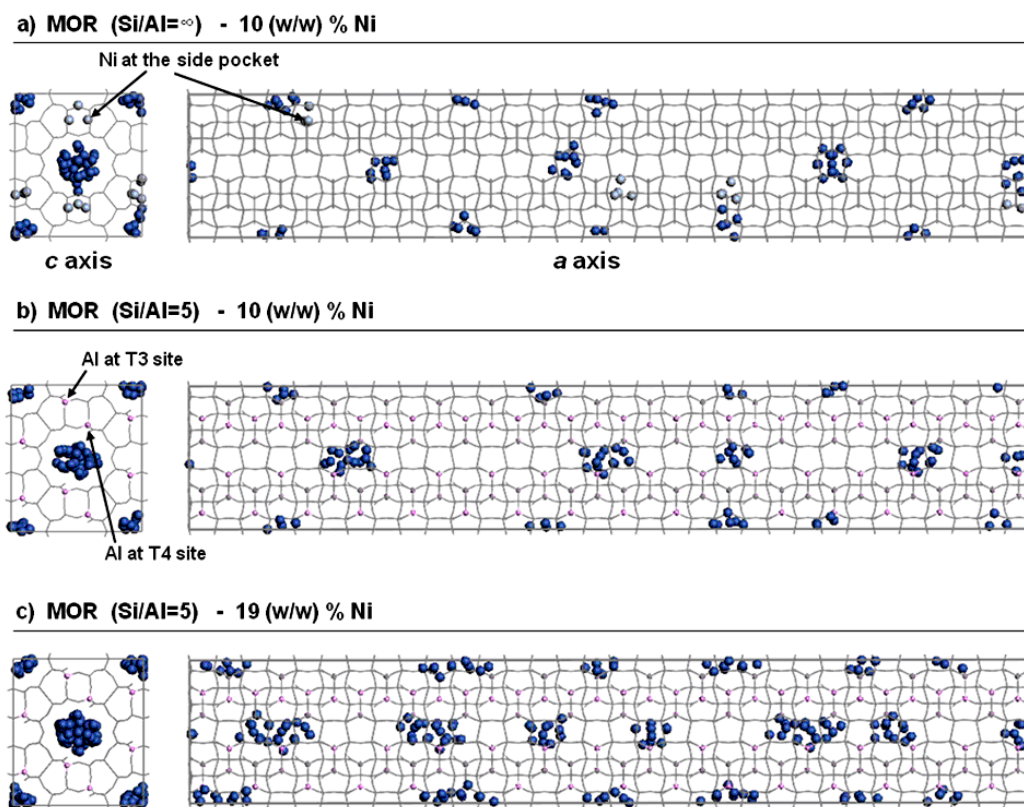 a) MOR (Si/Al=∞) - 10 (w/w) % Ni
Ni at the side pocket
c axis
a axis
b) MOR (Si/Al=5) - 10 (w/w) % Ni
Al at T3 site
Al at T4 site
c) MOR (Si/Al=5) - 19 (w/w) % Ni